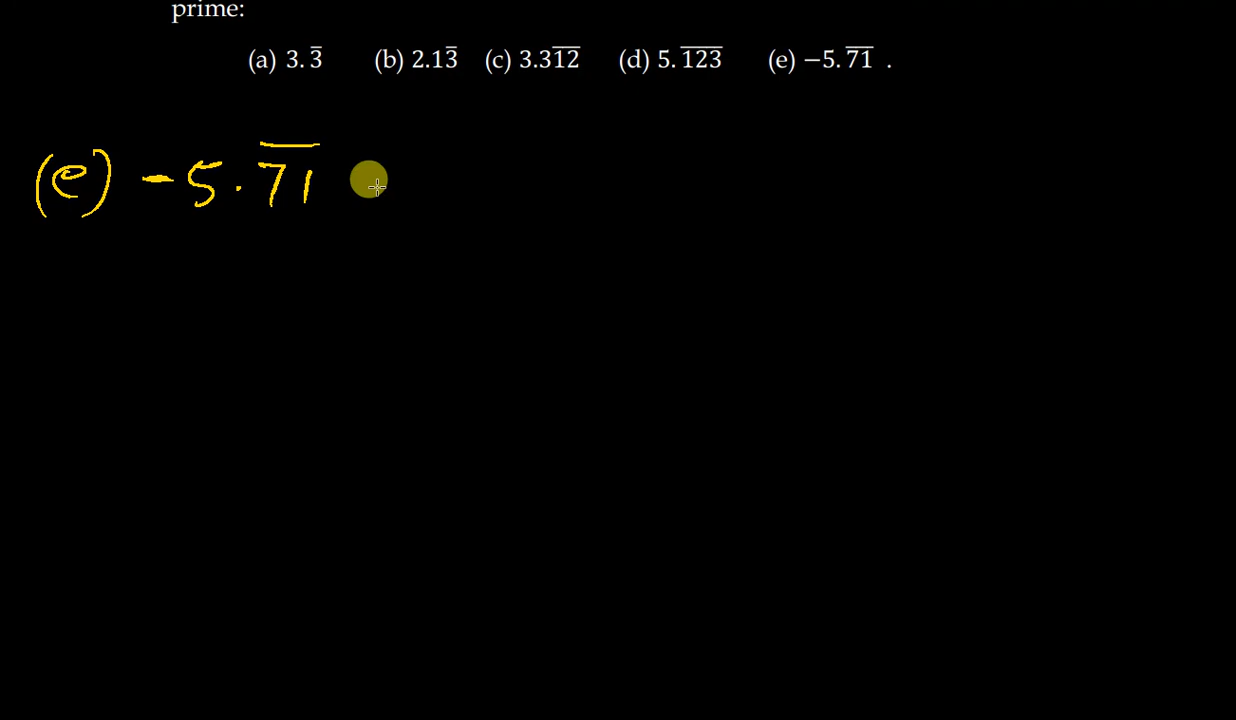 prime:
(a) 3.3̅ (b) 2.13̅ (c) 3.31̅2̅ (d) 5.1̅2̅3̅ (e) −5.7̅1̅ .
(e) -5.7̅1̅